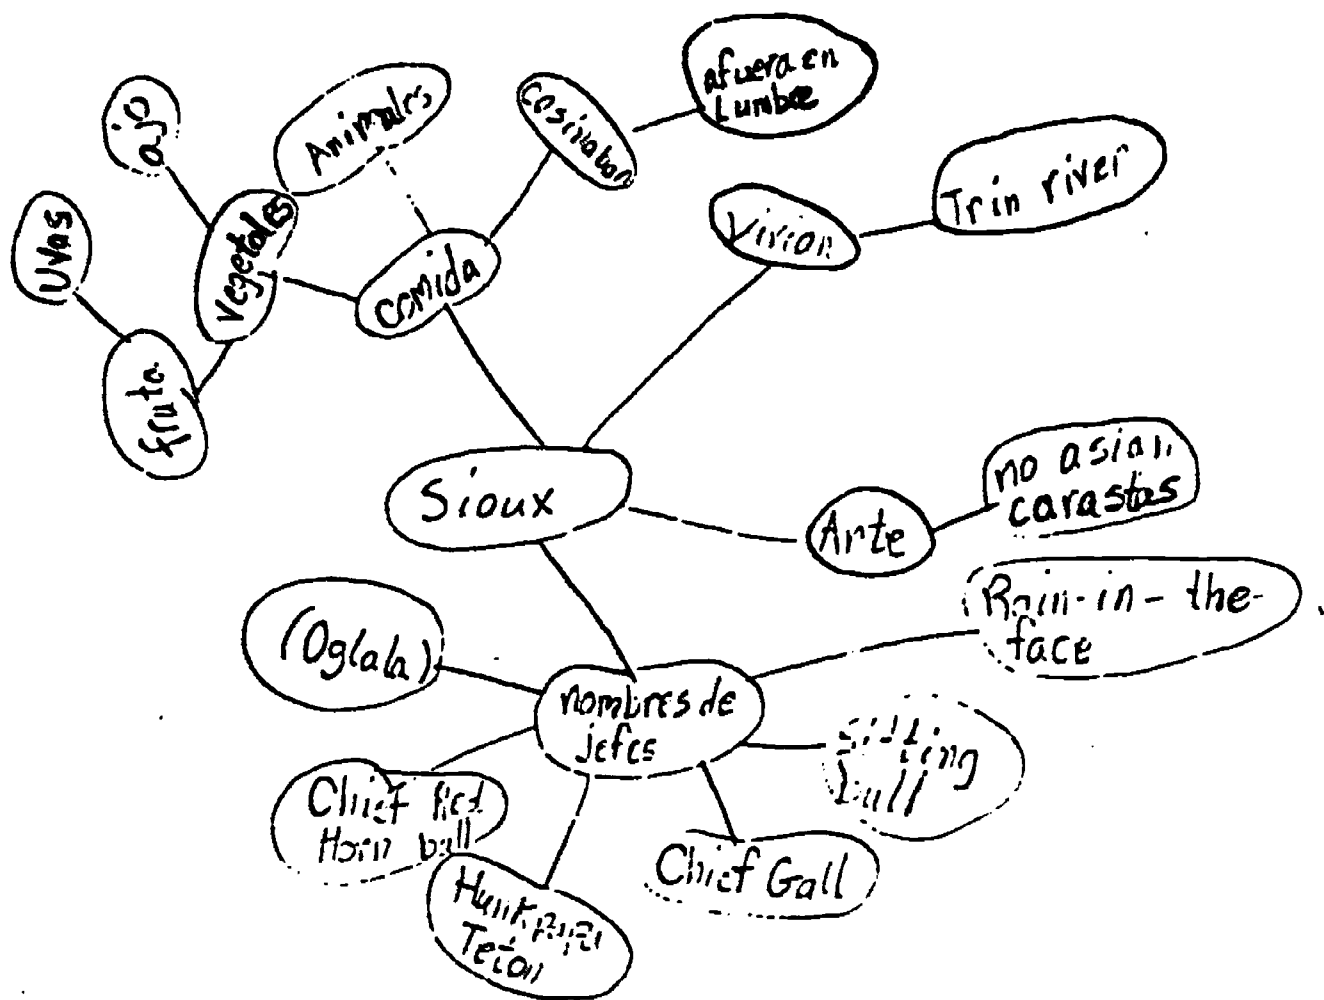 afuera en
Lumbre
Cosinaban
Animales
ajo
Trin river
Vivian
Vegetales
Uvas
Comida
fruta
Sioux
no asian
carastas
Arte
Rain-in-the-
face
(Oglala)
nombres de
jefes
Sitting
bull
Chief Red
Horn bull
Chief Gall
Teton